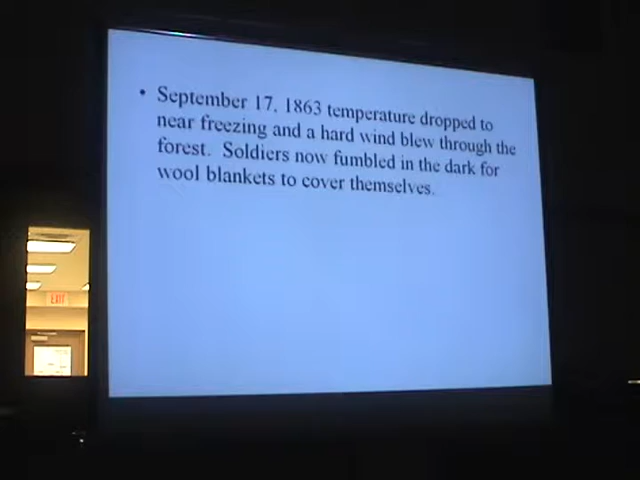 • September 17, 1863 temperature dropped to
near freezing and a hard wind blew through the
forest. Soldiers now fumbled in the dark for
wool blankets to cover themselves.
EXIT